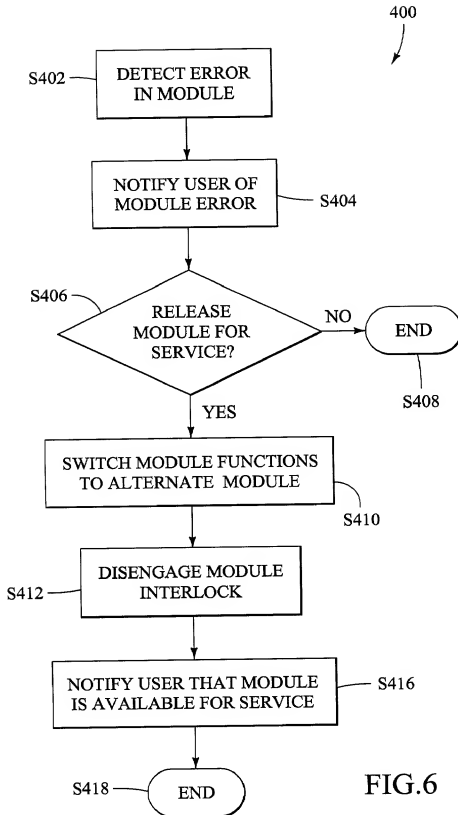 400
S402
DETECT ERROR
IN MODULE
NOTIFY USER OF
MODULE ERROR
S404
S406
RELEASE
MODULE FOR
SERVICE?
NO
END
S408
YES
SWITCH MODULE FUNCTIONS
TO ALTERNATE MODULE
S410
S412
DISENGAGE MODULE
INTERLOCK
NOTIFY USER THAT MODULE
IS AVAILABLE FOR SERVICE
S416
S418
END
FIG.6